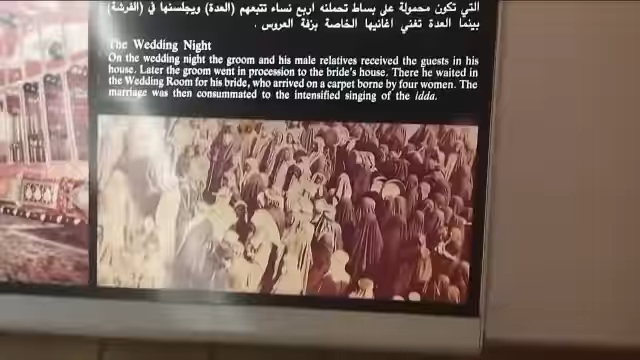 التي تكون محمولة على بساط تحمله اربع نساء تتبعهم (العدة) ويجلسنها في (الفرشة)
بينما العدة تغني اغانيها الخاصة بزفة العروس .
The Wedding Night
On the wedding night the groom and his male relatives received the guests in his
house. Later the groom went in procession to the bride's house. There he waited in
the Wedding Room for his bride, who arrived on a carpet borne by four women. The
marriage was then consummated to the intensified singing of the idda.